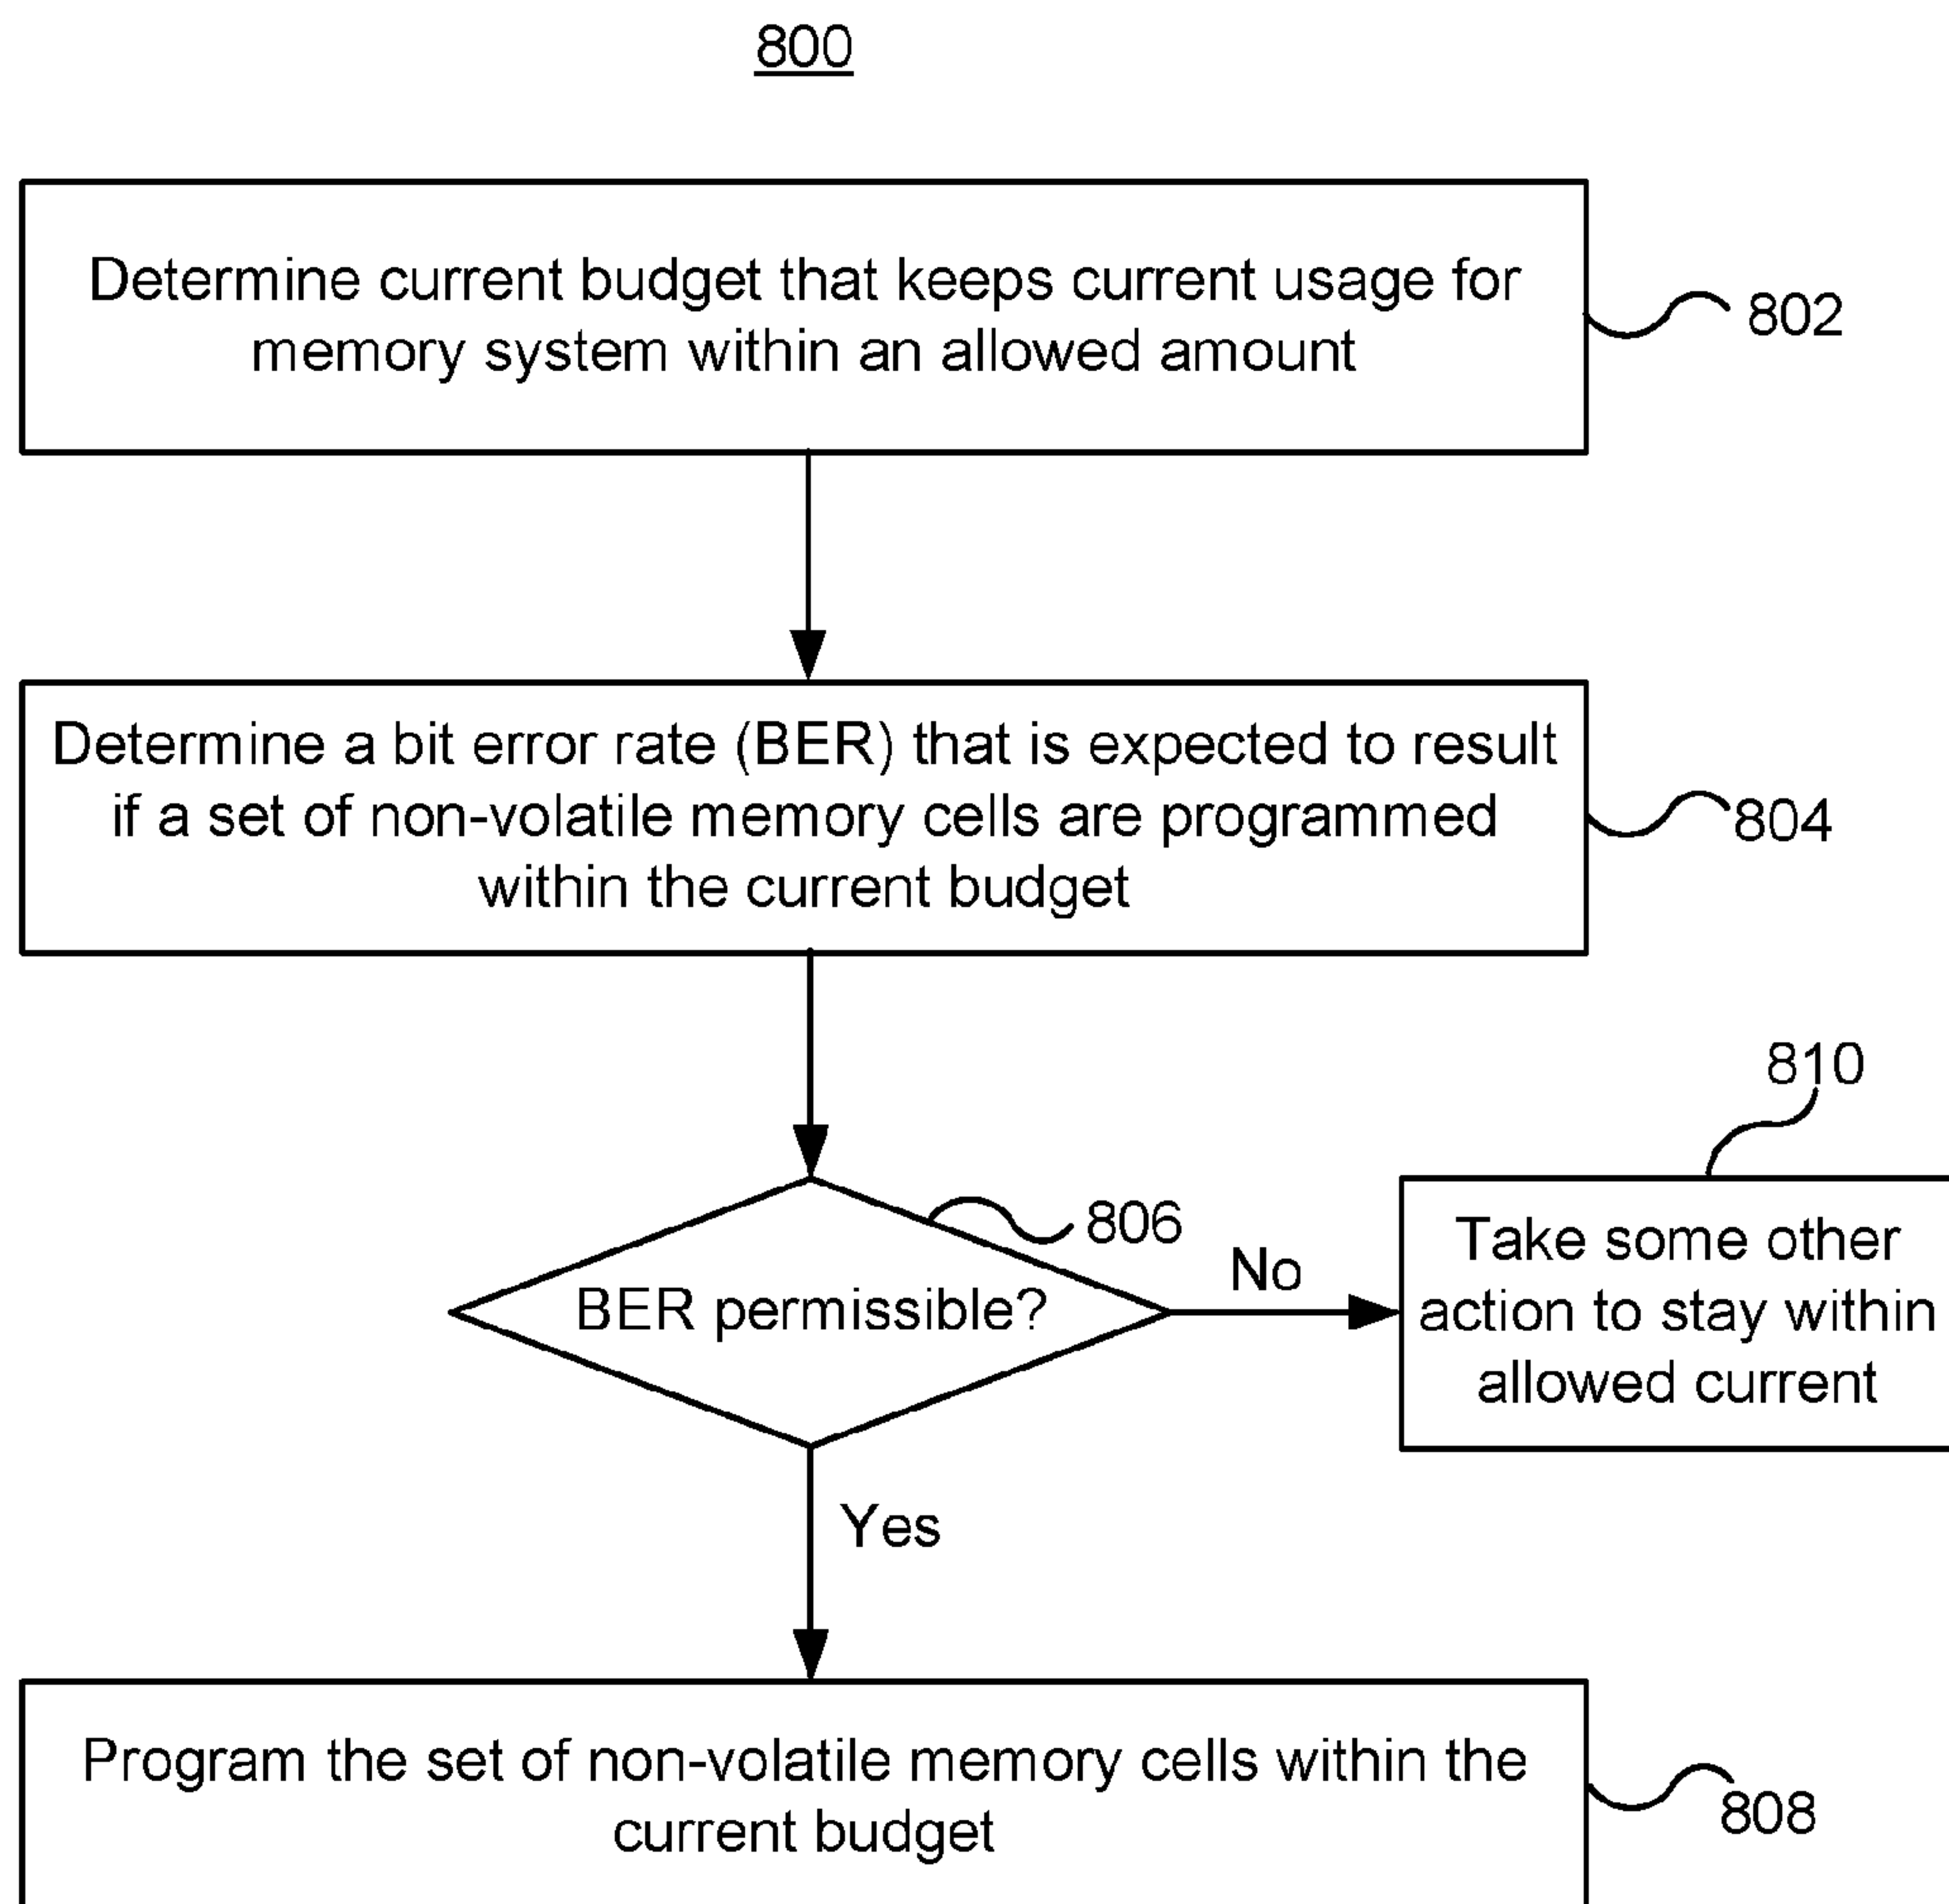 800
Determine current budget that keeps current usage for
memory system within an allowed amount
802
Determine a bit error rate (BER) that is expected to result
if a set of non-volatile memory cells are programmed
within the current budget
804
810
806
BER permissible?
No
Take some other
action to stay within
allowed current
Yes
Program the set of non-volatile memory cells within the
current budget
808